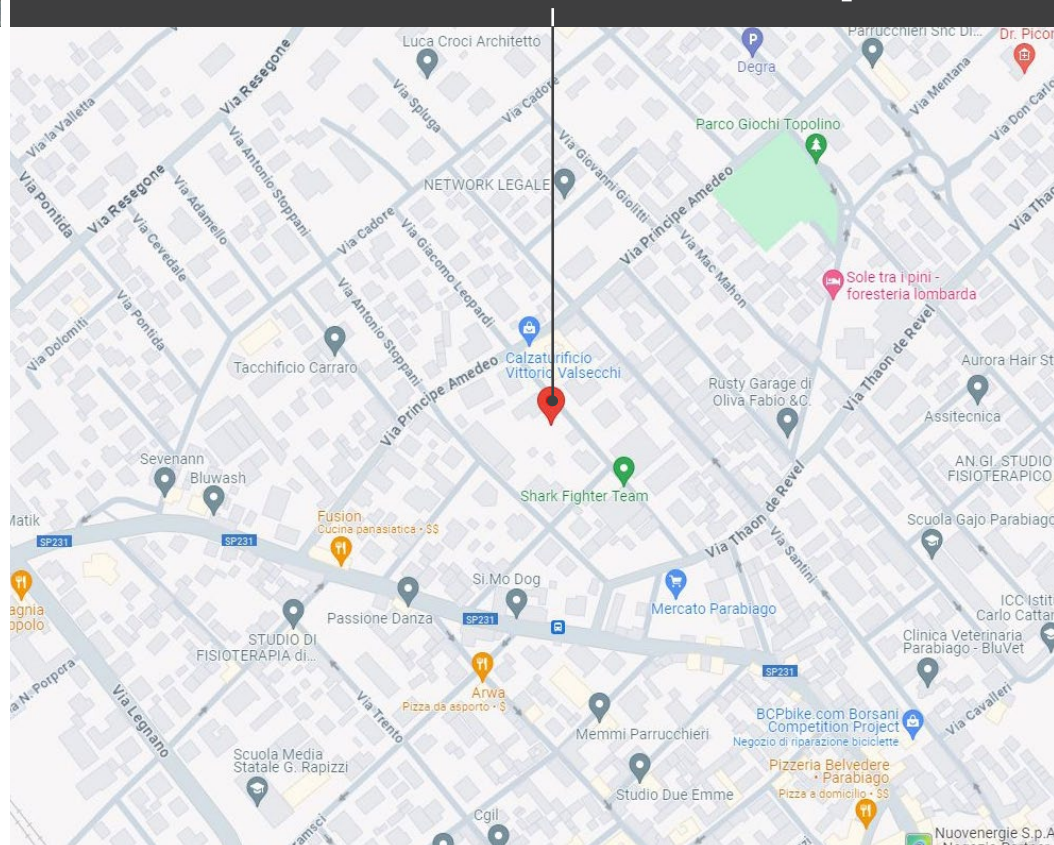 Luca Croci Architetto
Degra
Parrucchieri Snc Di...
Via Resegone
Via la Valletta
Via Spluga
Via Cadore
Via Mentana
Via Don Carlo
Parco Giochi Topolino
Via Giovanni Giolitti
NETWORK LEGALE
Via Antonio Stoppani
Via Resegone
Via Adamello
Via Pontida
Via Cevedale
Via Cadore
Via Giacomo Leopardi
Via Principe Amedeo
Via Mac Mahon
Sole tra i pini -
foresteria lombarda
Via Pontida
Via Dolomiti
Via Antonio Stoppani
Tacchificio Carraro
Calzaturificio
Vittorio Valsecchi
Via Principe Amedeo
Via Thaon de Revel
Rusty Garage di
Oliva Fabio &C.
Aurora Hair St
Assitecnica
Sevenann
Bluwash
Shark Fighter Team
AN.GI. STUDIO
FISIOTERAPICO
SP231
SP231
Fusion
Cucina panasiatica • $$
Via Thaon de Revel
Via Santini
Scuola Gajo Parabiago
Si.Mo Dog
Passione Danza
SP231
Mercato Parabiago
STUDIO DI
FISIOTERAPIA di...
Clinica Veterinaria
Parabiago - BluVet
SP231
Arwa
Pizza da asporto • $
Via Legnano
Via Trento
Via Cavalleri
Memmi Parrucchieri
BCPbike.com Borsani
Competition Project
Negozio di riparazione biciclette
Scuola Media
Statale G. Rapizzi
Studio Due Emme
Pizzeria Belvedere
• Parabiago
Pizza a domicilio • $$
Cgil
Nuovenergie S.p.A